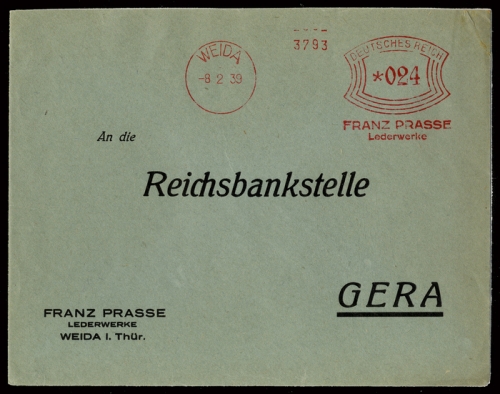 WEIDA
-8.2.39
3793
DEUTSCHES REICH
*024
FRANZ PRASSE
Lederwerke
An die
Reichsbankstelle
GERA
FRANZ PRASSE
LEDERWERKE
WEIDA i. Thür.